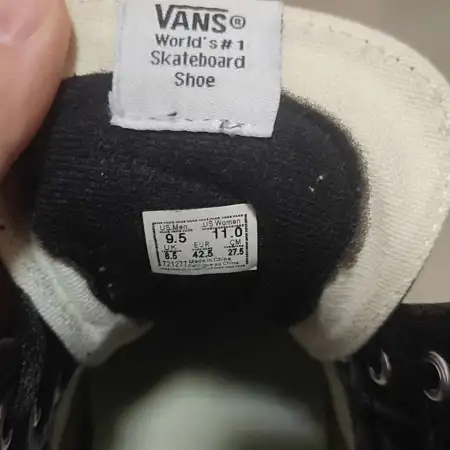 VANS®
World's #1
Skateboard
Shoe
US Men US Women
9.5 11.0
UK EUR CM
8.5 42.5 27.5
721277 Made in China